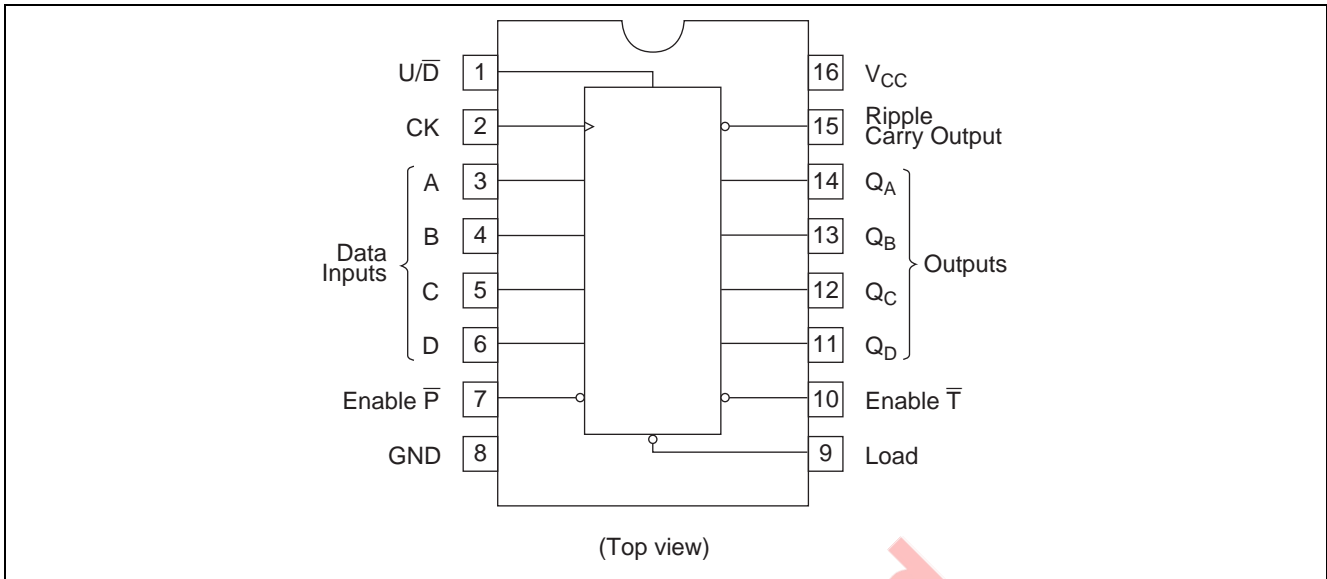 U/D̅ 1
CK 2
A 3
B 4
C 5
D 6
Data
Inputs
Enable P̅ 7
GND 8
16 VCC
15 Ripple
Carry Output
14 QA
13 QB
12 QC
11 QD
Outputs
10 Enable T̅
9 Load
(Top view)